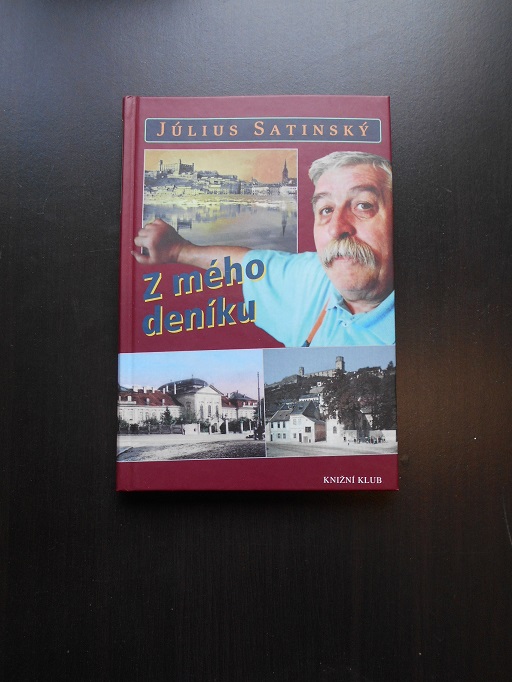 JÚLIUS SATINSKÝ
Z mého
deníku
KNIŽNÍ KLUB